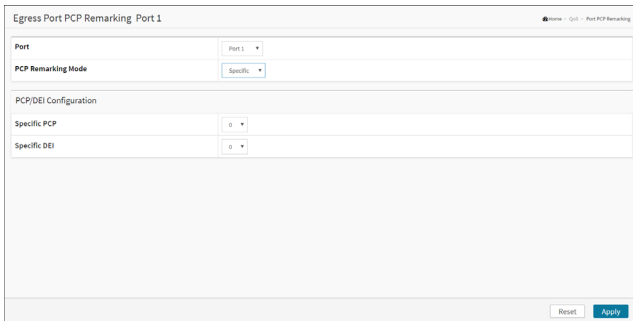 Egress Port PCP Remarking Port 1
Home > QoS > Port PCP Remarking
Port
Port 1
PCP Remarking Mode
Specific
PCP/DEI Configuration
Specific PCP
0
Specific DEI
0
Reset
Apply